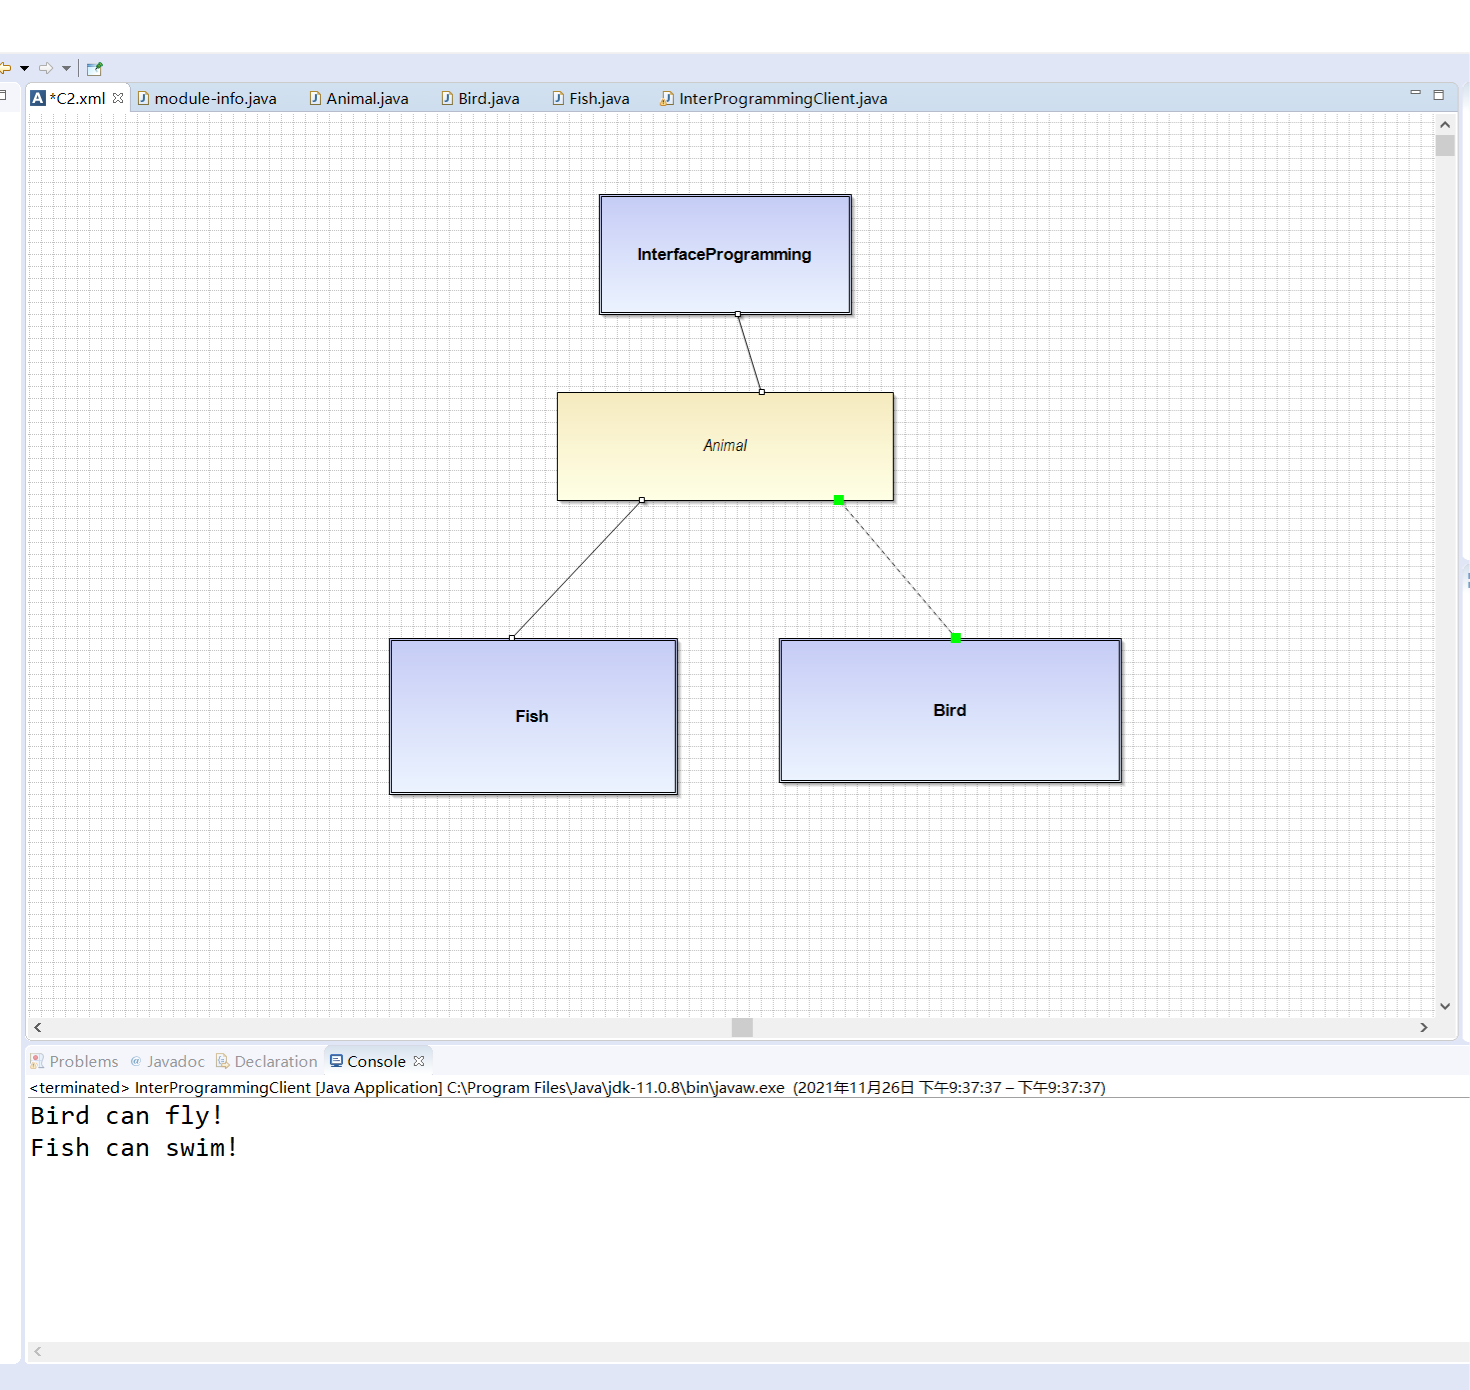 *C2.xml module-info.java Animal.java Bird.java Fish.java InterProgrammingClient.java
InterfaceProgramming
Animal
Fish
Bird
Problems @ Javadoc Declaration Console
<terminated> InterProgrammingClient [Java Application] C:\Program Files\Java\jdk-11.0.8\bin\javaw.exe (2021年11月26日 下午9:37:37 – 下午9:37:37)
Bird can fly!
Fish can swim!